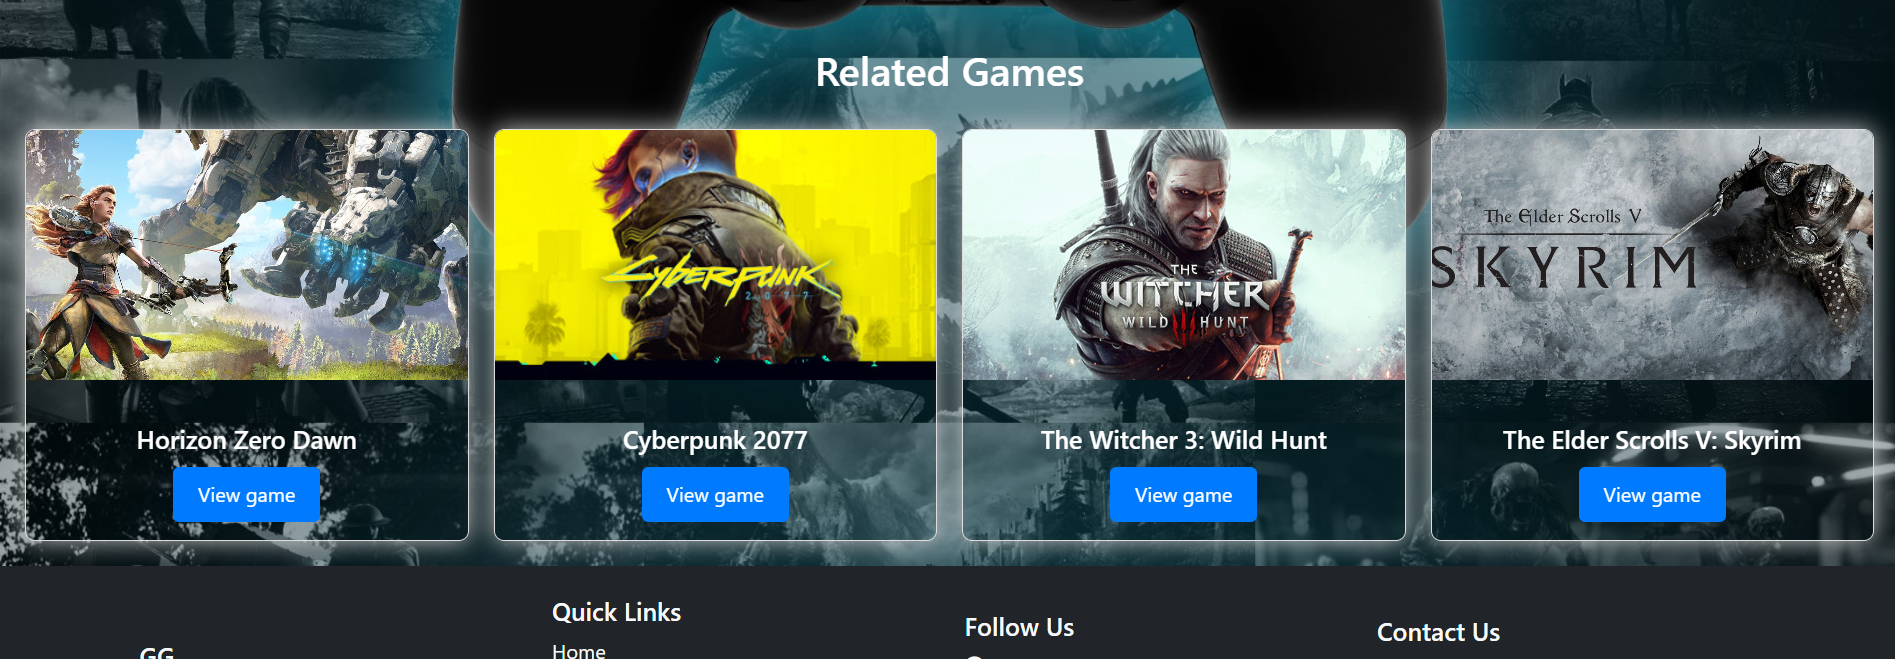 Related Games
CYBERPUNK
2077
THE
WITCHER
WILD HUNT
The Elder Scrolls V
SKYRIM
Horizon Zero Dawn
Cyberpunk 2077
The Witcher 3: Wild Hunt
The Elder Scrolls V: Skyrim
View game
View game
View game
View game
GG
Quick Links
Home
Follow Us
Contact Us